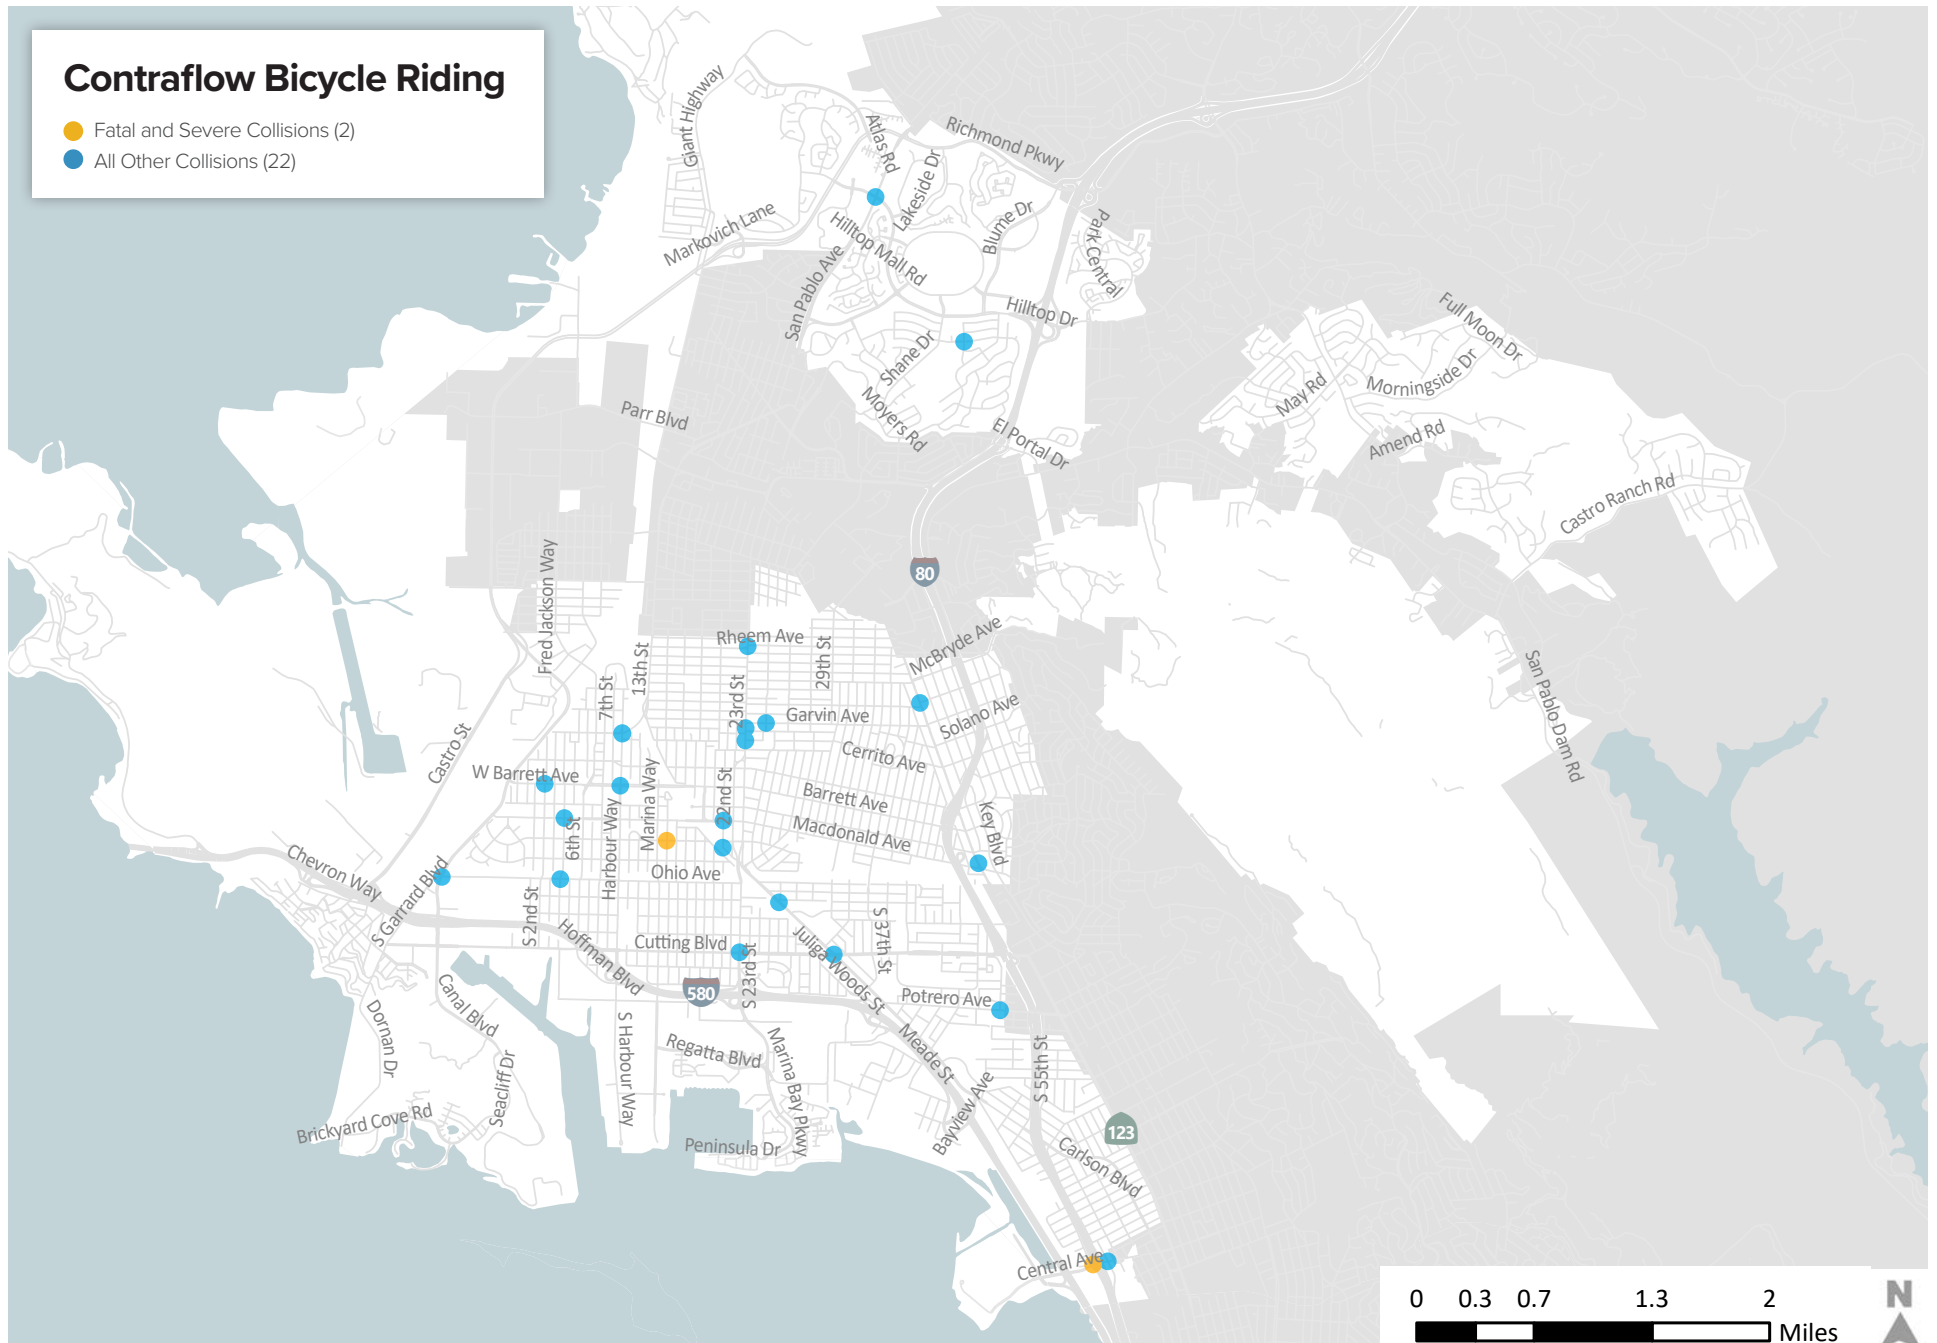 Contraflow Bicycle Riding
Fatal and Severe Collisions (2)
All Other Collisions (22)
Giant Highway
Atlas Rd
Richmond Pkwy
Lakeside Dr
Markovich Lane
Hilltop Mall Rd
Blume Dr
Park Central
San Pablo Ave
Hilltop Dr
Full Moon Dr
Shane Dr
Morningside Dr
May Rd
Parr Blvd
Moyers Rd
El Portal Dr
Amend Rd
Castro Ranch Rd
Fred Jackson Way
80
Rheem Ave
McBryde Ave
29th St
13th St
7th St
23rd St
Garvin Ave
Solano Ave
San Pablo Dam Rd
Castro St
Cerrito Ave
W Barrett Ave
Marina Way
22nd St
Barrett Ave
Key Blvd
Macdonald Ave
6th St
Harbour Way
Chevron Way
Ohio Ave
S Garrard Blvd
S 2nd St
S 37th St
Hoffman Blvd
Cutting Blvd
Juliga Woods St
S 23rd St
580
Potrero Ave
Canal Blvd
Dornan Dr
S Harbour Way
Regatta Blvd
Marina Bay Pkwy
Meade St
S 55th St
Seacliff Dr
Bayview Ave
Brickyard Cove Rd
Peninsula Dr
123
Carlson Blvd
Central Ave
0 0.3 0.7 1.3 2
Miles
N